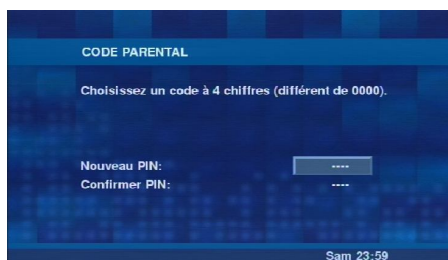 CODE PARENTAL
Choisissez un code à 4 chiffres (différent de 0000).
Nouveau PIN: ----
Confirmer PIN: ----
Sam 23:59